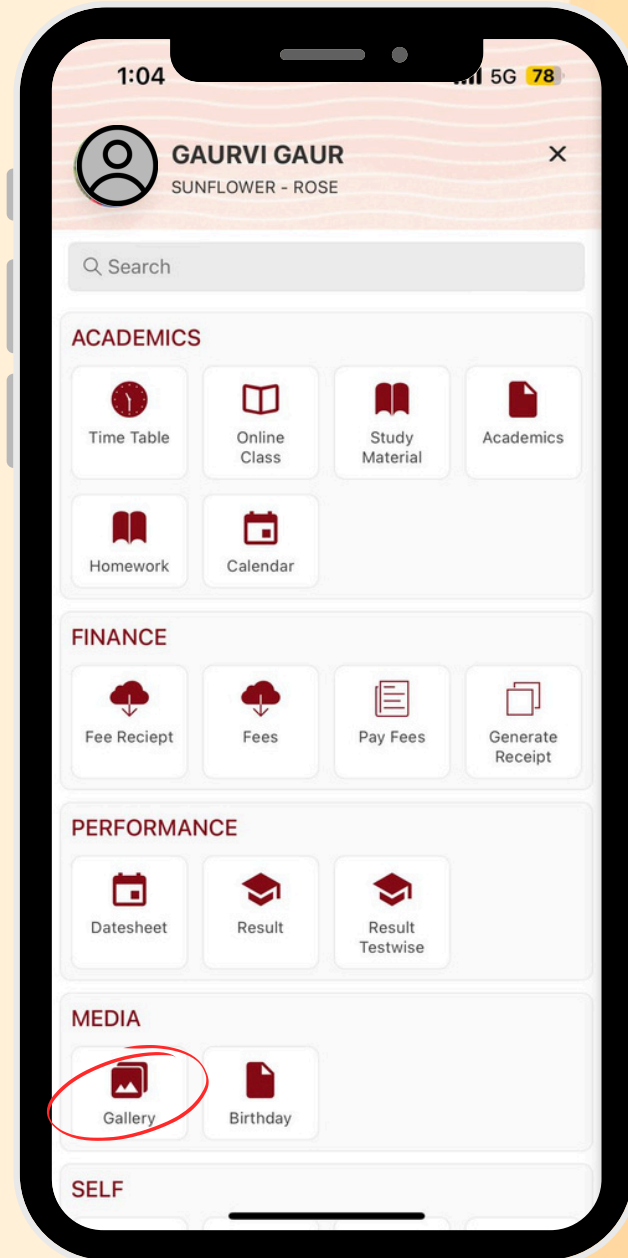 1:04 5G 78
GAURVI GAUR
SUNFLOWER - ROSE
Search
ACADEMICS
Time Table
Online
Class
Study
Material
Academics
Homework
Calendar
FINANCE
Fee Reciept
Fees
Pay Fees
Generate
Receipt
PERFORMANCE
Datesheet
Result
Result
Testwise
MEDIA
Gallery
Birthday
SELF